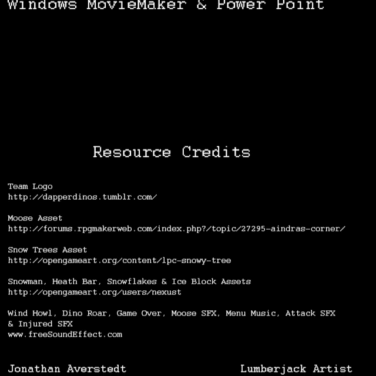 Windows MovieMaker & Power Point
Resource Credits
Team Logo
http://dapperdinos.tumblr.com/
Moose Asset
http://forums.rpgmakerweb.com/index.php?/topic/27295-aindras-corner/
Snow Trees Asset
http://opengameart.org/content/lpc-snowy-tree
Snowman, Heath Bar, Snowflakes & Ice Block Assets
http://opengameart.org/users/nexust
Wind Howl, Dino Roar, Game Over, Moose SFX, Menu Music, Attack SFX
& Injured SFX
www.freeSoundEffect.com
Jonathan Averstedt Lumberjack Artist